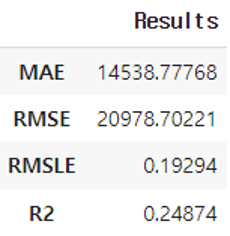 Results
MAE 14538.77768
RMSE 20978.70221
RMSLE 0.19294
R2 0.24874